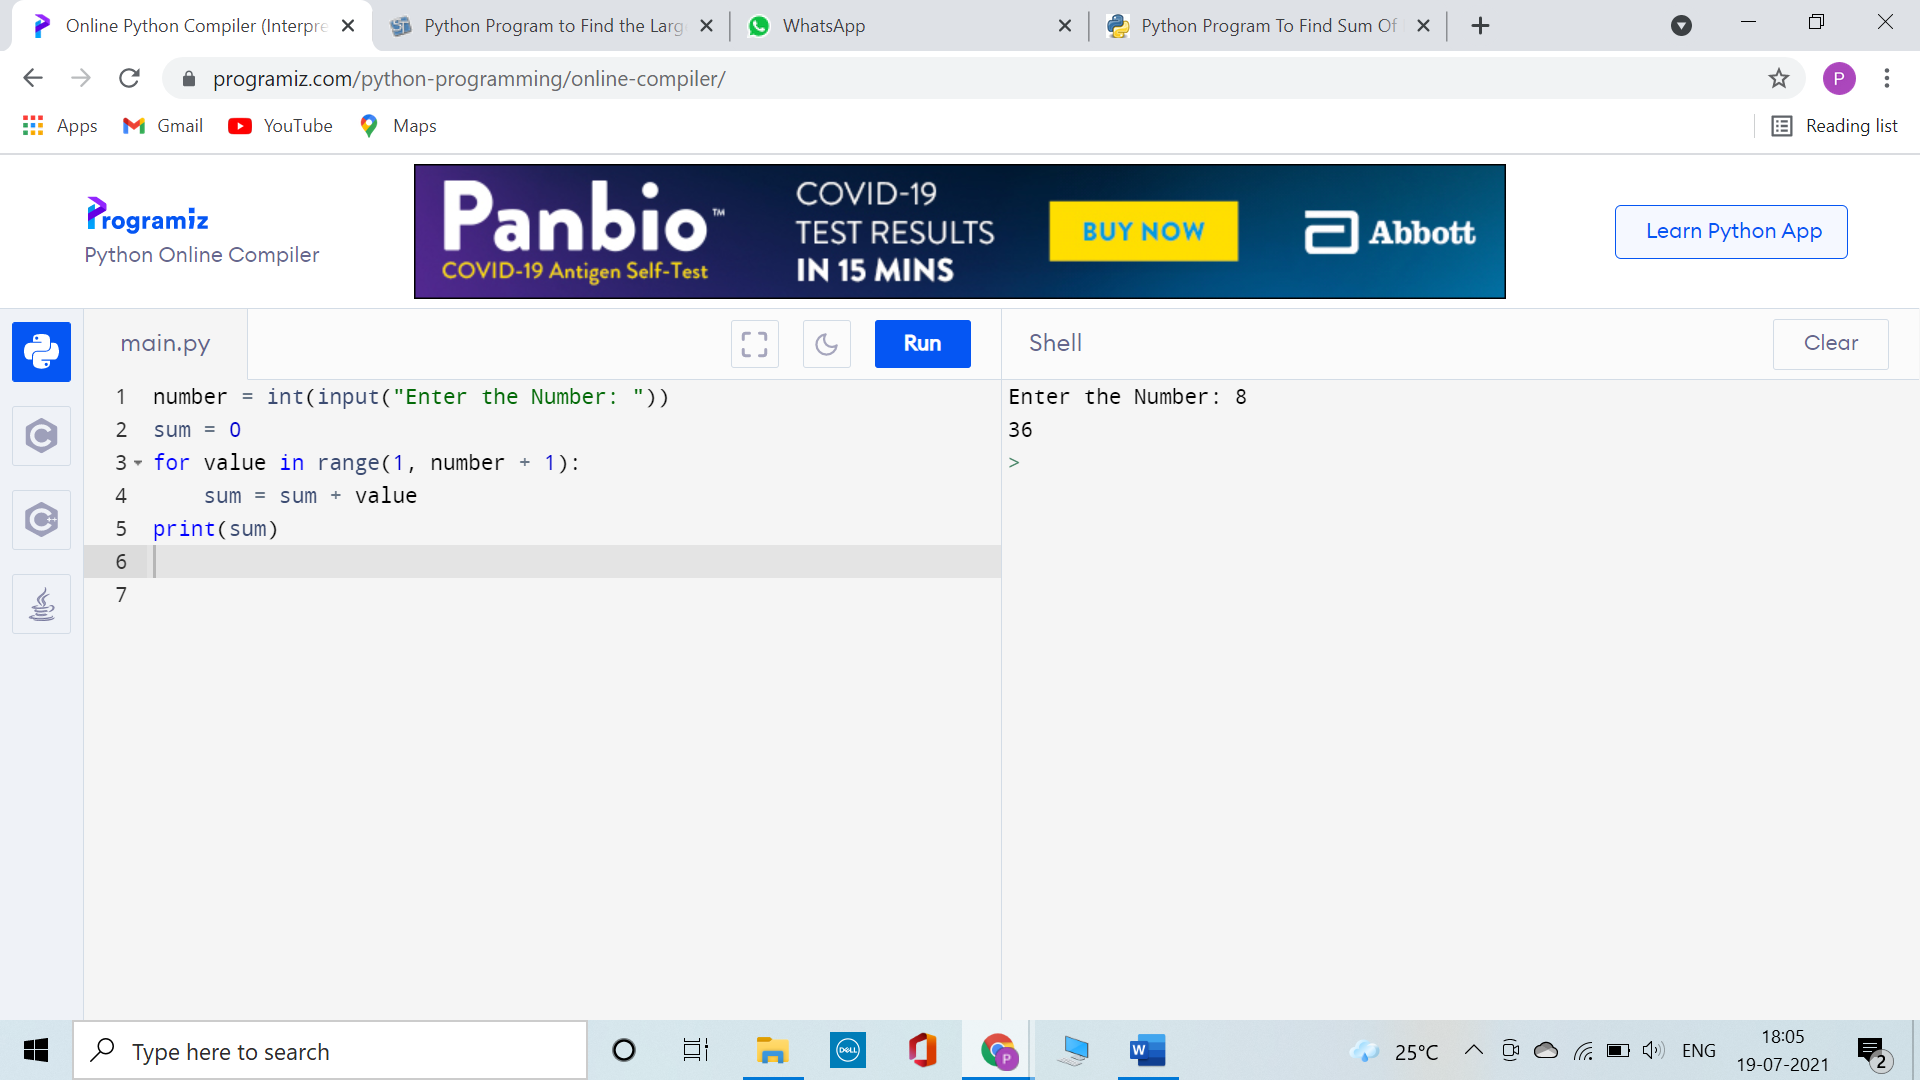 Online Python Compiler (Interpre
Python Program to Find the Larg
WhatsApp
Python Program To Find Sum Of
programiz.com/python-programming/online-compiler/
P
Apps
Gmail
YouTube
Maps
Reading list
Programiz
Python Online Compiler
Panbio™
COVID-19 Antigen Self-Test
COVID-19
TEST RESULTS
IN 15 MINS
BUY NOW
Abbott
Learn Python App
main.py
Run
Shell
Clear
1 number = int(input("Enter the Number: "))
2 sum = 0
3 for value in range(1, number + 1):
4     sum = sum + value
5 print(sum)
6
7
Enter the Number: 8
36
>
Type here to search
DELL
P
W
25°C
ENG
18:05
19-07-2021
2